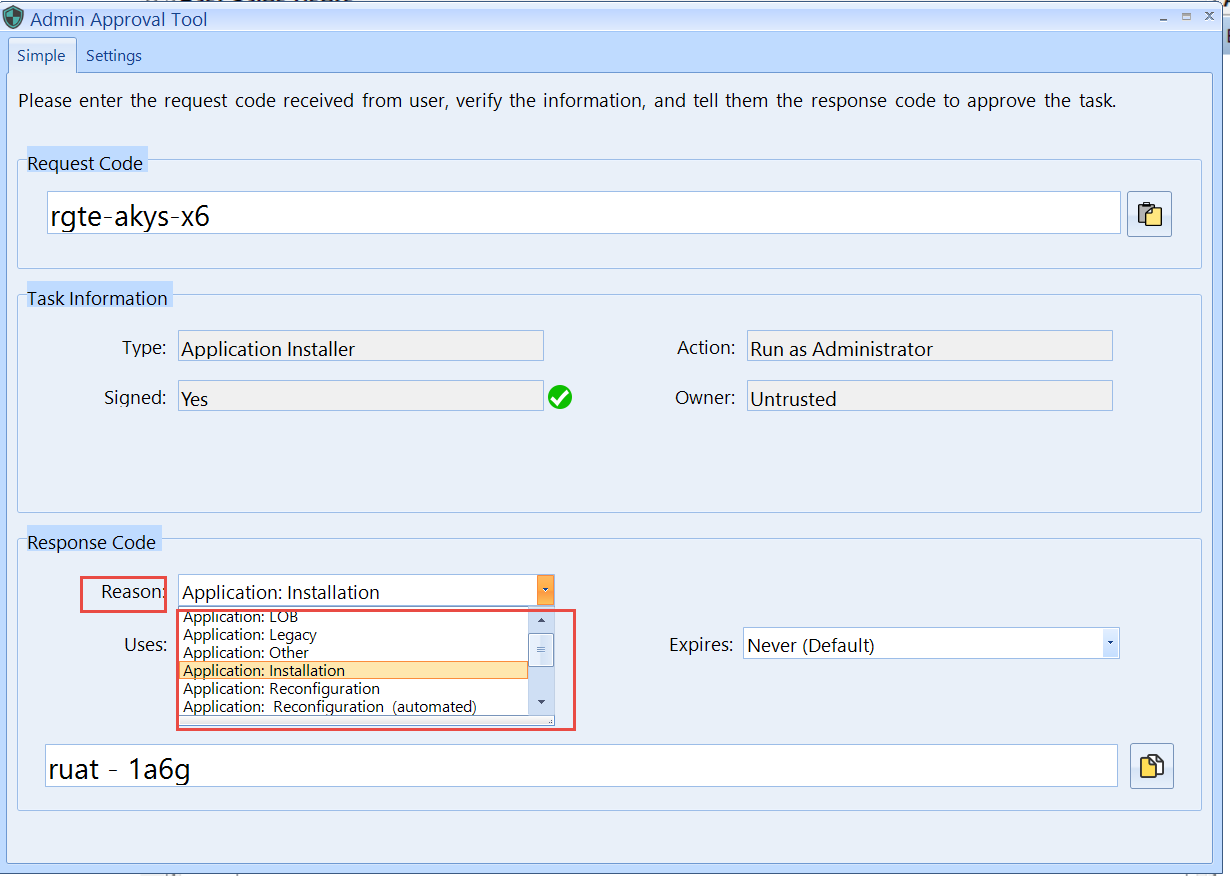 Admin Approval Tool
Simple Settings
Please enter the request code received from user, verify the information, and tell them the response code to approve the task.
Request Code
rgte-akys-x6
Task Information
Type: Application Installer Action: Run as Administrator
Signed: Yes Owner: Untrusted
Response Code
Reason: Application: Installation
Application: LOB
Uses: Application: Legacy Expires: Never (Default)
Application: Other
Application: Installation
Application: Reconfiguration
Application: Reconfiguration (automated)
ruat - 1a6g